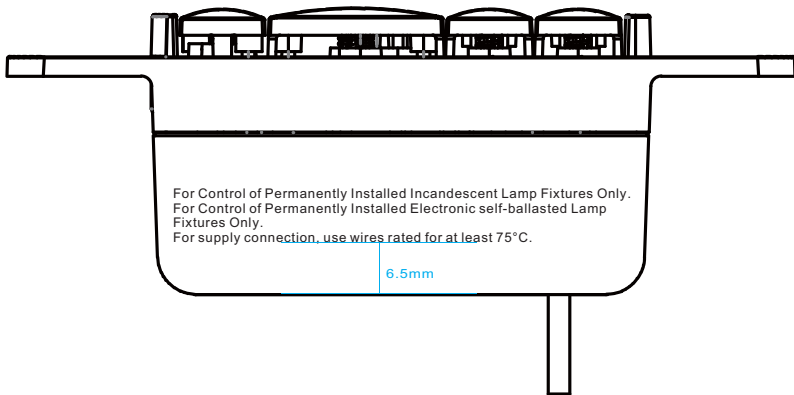 For Control of Permanently Installed Incandescent Lamp Fixtures Only.
For Control of Permanently Installed Electronic self-ballasted Lamp
Fixtures Only.
For supply connection, use wires rated for at least 75°C.
6.5mm